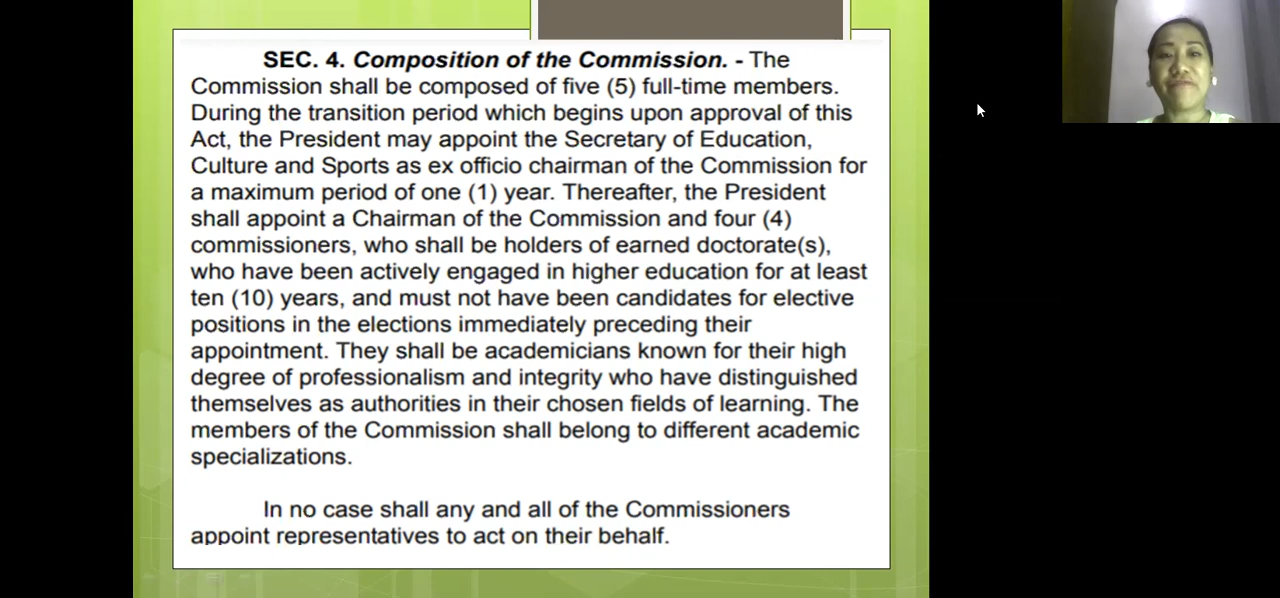 SEC. 4. Composition of the Commission. - The
Commission shall be composed of five (5) full-time members.
During the transition period which begins upon approval of this
Act, the President may appoint the Secretary of Education,
Culture and Sports as ex officio chairman of the Commission for
a maximum period of one (1) year. Thereafter, the President
shall appoint a Chairman of the Commission and four (4)
commissioners, who shall be holders of earned doctorate(s),
who have been actively engaged in higher education for at least
ten (10) years, and must not have been candidates for elective
positions in the elections immediately preceding their
appointment. They shall be academicians known for their high
degree of professionalism and integrity who have distinguished
themselves as authorities in their chosen fields of learning. The
members of the Commission shall belong to different academic
specializations.
In no case shall any and all of the Commissioners
appoint representatives to act on their behalf.